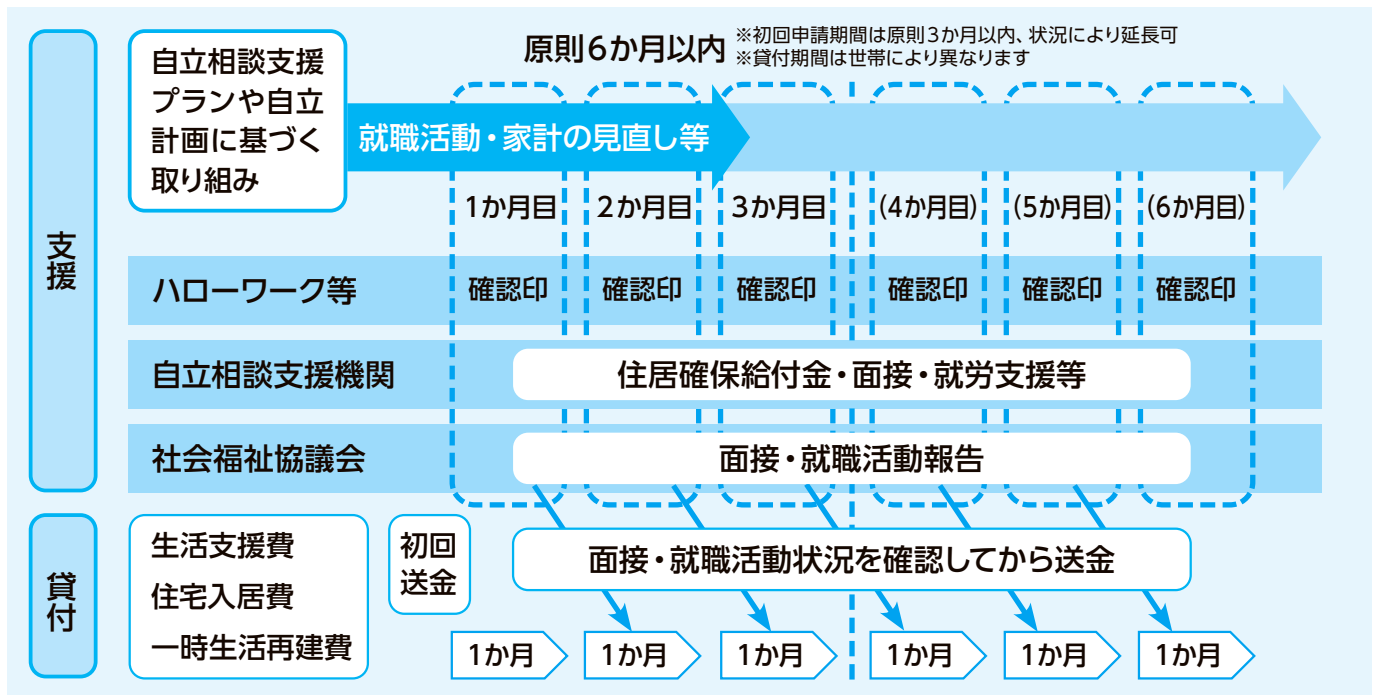 支援
自立相談支援
プランや自立
計画に基づく
取り組み
原則6か月以内
※初回申請期間は原則3か月以内、状況により延長可
※貸付期間は世帯により異なります
就職活動・家計の見直し等
1か月目 2か月目 3か月目 (4か月目) (5か月目) (6か月目)
ハローワーク等 確認印 確認印 確認印 確認印 確認印 確認印
自立相談支援機関 住居確保給付金・面接・就労支援等
社会福祉協議会 面接・就職活動報告
貸付
生活支援費
住宅入居費
一時生活再建費
初回
送金
面接・就職活動状況を確認してから送金
1か月 1か月 1か月 1か月 1か月 1か月